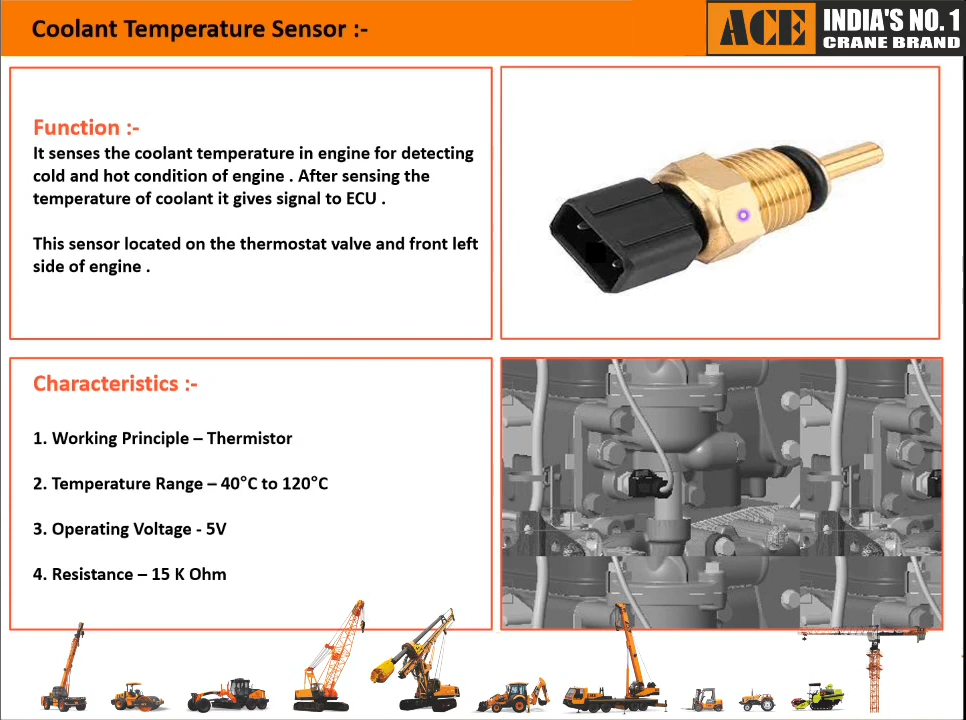 Coolant Temperature Sensor :-
ACE
INDIA'S NO. 1
CRANE BRAND
Function :-
It senses the coolant temperature in engine for detecting
cold and hot condition of engine . After sensing the
temperature of coolant it gives signal to ECU .
This sensor located on the thermostat valve and front left
side of engine .
Characteristics :-
1. Working Principle – Thermistor
2. Temperature Range – 40°C to 120°C
3. Operating Voltage - 5V
4. Resistance – 15 K Ohm